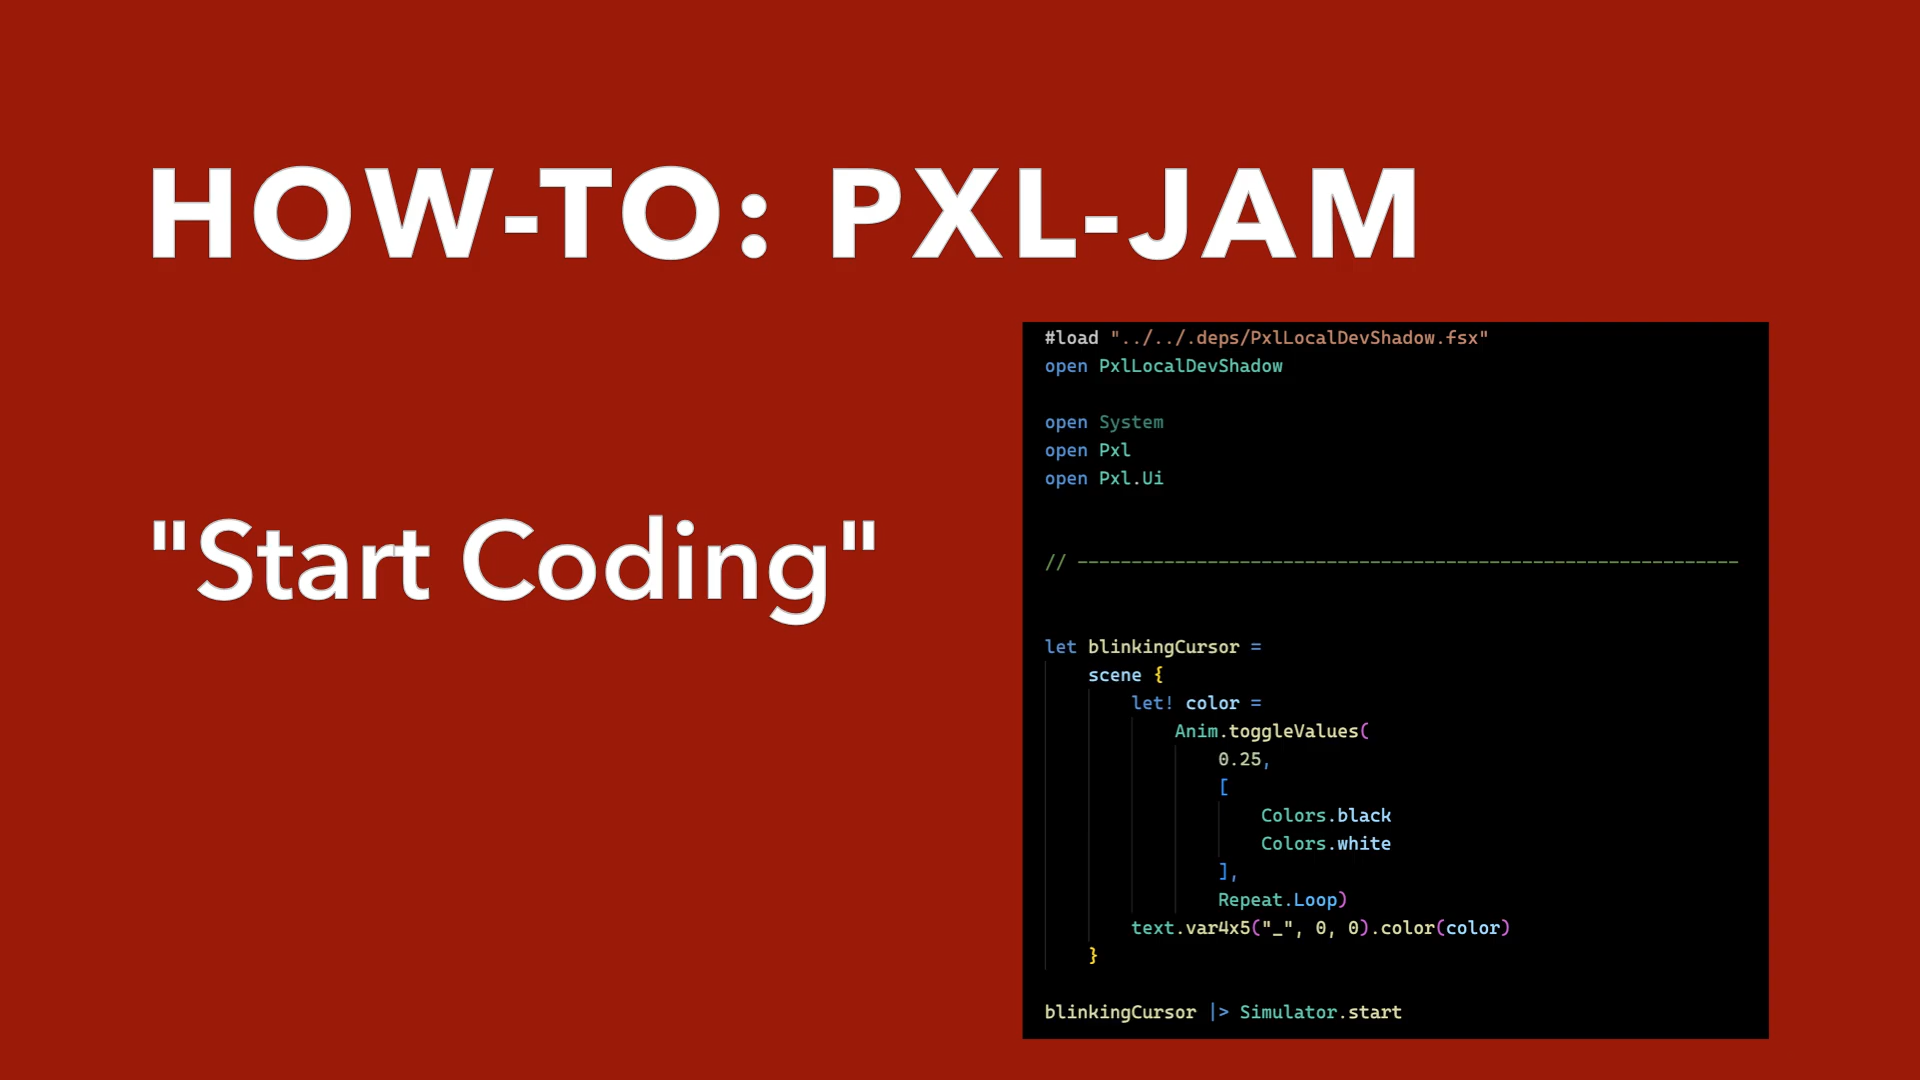 HOW-TO: PXL-JAM
"Start Coding"
#load "../../.deps/PxlLocalDevShadow.fsx"
open PxlLocalDevShadow
open System
open Pxl
open Pxl.Ui
// -------------------------------------------------------------
let blinkingCursor =
scene {
let! color =
Anim.toggleValues(
0.25,
[
Colors.black
Colors.white
],
Repeat.Loop)
text.var4x5("_", 0, 0).color(color)
}
blinkingCursor |> Simulator.start